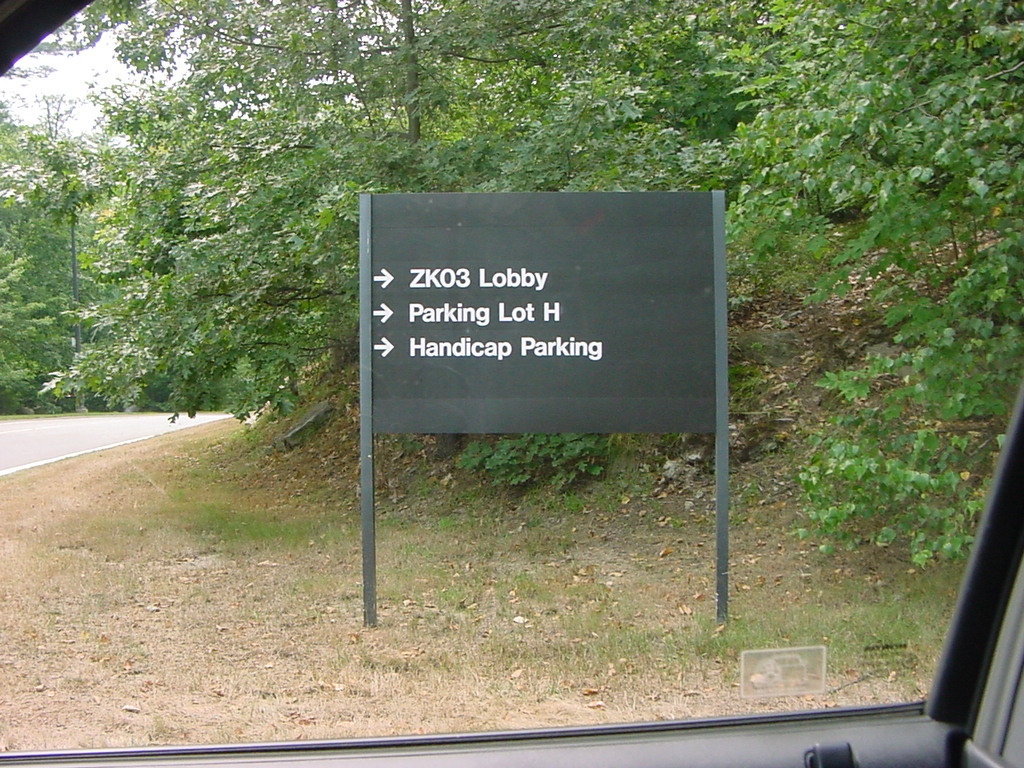 → ZK03 Lobby
→ Parking Lot H
→ Handicap Parking